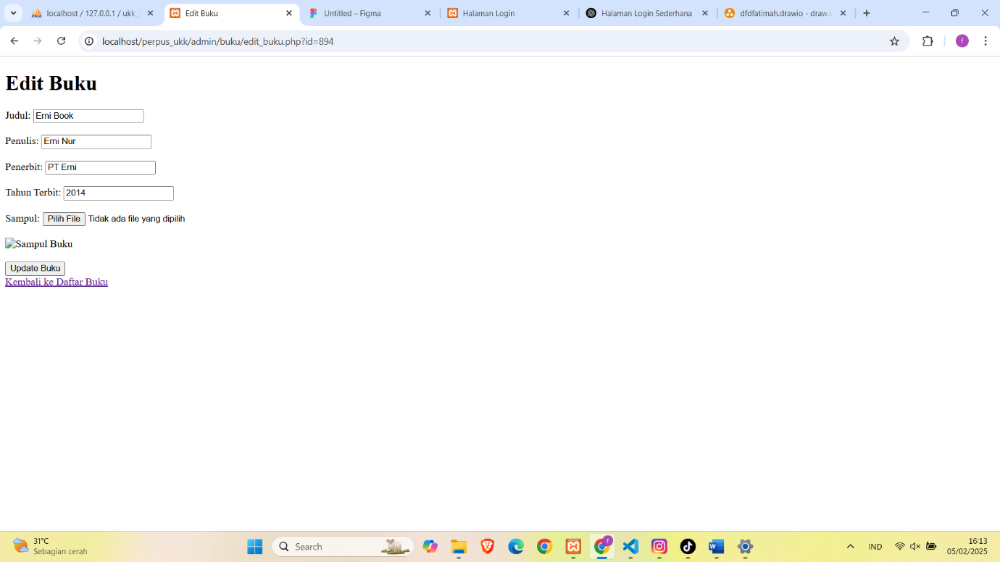 localhost / 127.0.0.1 / ukk_
Edit Buku
Untitled – Figma
Halaman Login
Halaman Login Sederhana
dfdfatimah.drawio - draw.i
localhost/perpus_ukk/admin/buku/edit_buku.php?id=894
f
Edit Buku
Judul: Erni Book
Penulis: Erni Nur
Penerbit: PT Erni
Tahun Terbit: 2014
Sampul: Pilih File Tidak ada file yang dipilih
Sampul Buku
Update Buku
Kembali ke Daftar Buku
31°C
Sebagian cerah
Search
f
IND
16:13
05/02/2025